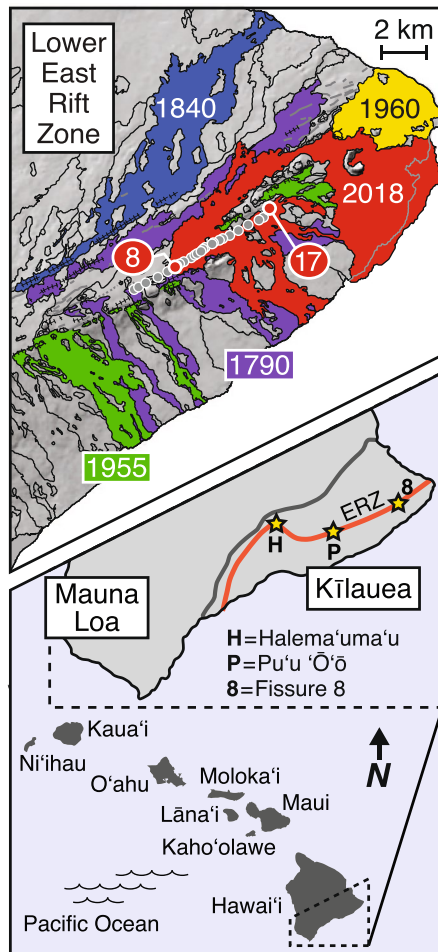 Lower
East
Rift
Zone
2 km
1840
1960
2018
8
17
1790
1955
ERZ
8
H
P
Mauna
Loa
Kīlauea
H=Halemaʻumaʻu
P=Puʻu ʻŌʻō
8=Fissure 8
Kauaʻi
Niʻihau
Oʻahu
Molokaʻi
Lānaʻi
Maui
Kahoʻolawe
N
Hawaiʻi
Pacific Ocean